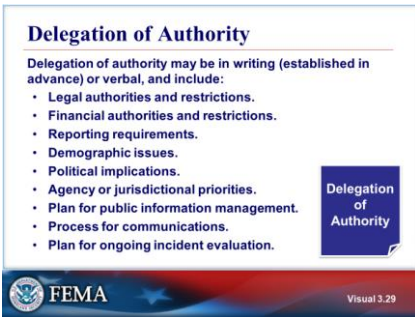 Delegation of Authority
Delegation of authority may be in writing (established in
advance) or verbal, and include:
• Legal authorities and restrictions.
• Financial authorities and restrictions.
• Reporting requirements.
• Demographic issues.
• Political implications.
• Agency or jurisdictional priorities.
• Plan for public information management.
• Process for communications.
• Plan for ongoing incident evaluation.
Delegation
of
Authority
FEMA
Visual 3.29